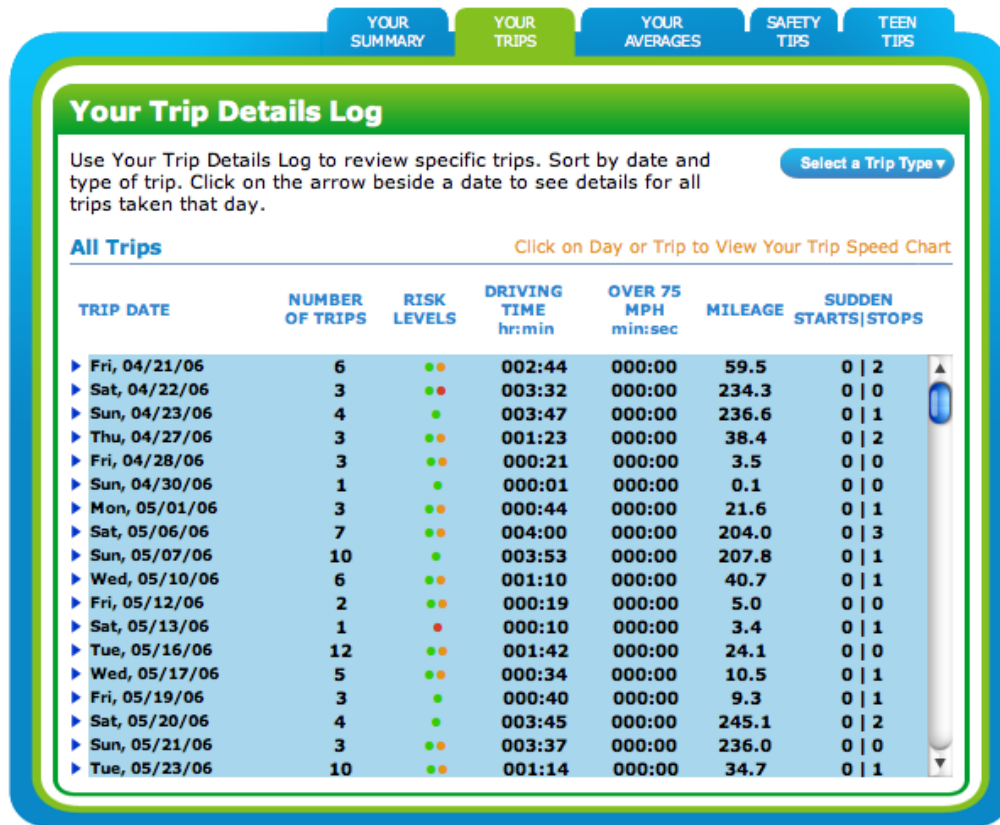 YOUR SUMMARY
YOUR TRIPS
YOUR AVERAGES
SAFETY TIPS
TEEN TIPS
Your Trip Details Log
Use Your Trip Details Log to review specific trips. Sort by date and
type of trip. Click on the arrow beside a date to see details for all
trips taken that day.
Select a Trip Type
All Trips
Click on Day or Trip to View Your Trip Speed Chart
TRIP DATE NUMBER OF TRIPS RISK LEVELS DRIVING TIME hr:min OVER 75 MPH min:sec MILEAGE SUDDEN STARTS|STOPS
Fri, 04/21/06 6 002:44 000:00 59.5 0 | 2
Sat, 04/22/06 3 003:32 000:00 234.3 0 | 0
Sun, 04/23/06 4 003:47 000:00 236.6 0 | 1
Thu, 04/27/06 3 001:23 000:00 38.4 0 | 2
Fri, 04/28/06 3 000:21 000:00 3.5 0 | 0
Sun, 04/30/06 1 000:01 000:00 0.1 0 | 0
Mon, 05/01/06 3 000:44 000:00 21.6 0 | 1
Sat, 05/06/06 7 004:00 000:00 204.0 0 | 3
Sun, 05/07/06 10 003:53 000:00 207.8 0 | 1
Wed, 05/10/06 6 001:10 000:00 40.7 0 | 1
Fri, 05/12/06 2 000:19 000:00 5.0 0 | 0
Sat, 05/13/06 1 000:10 000:00 3.4 0 | 1
Tue, 05/16/06 12 001:42 000:00 24.1 0 | 0
Wed, 05/17/06 5 000:34 000:00 10.5 0 | 1
Fri, 05/19/06 3 000:40 000:00 9.3 0 | 1
Sat, 05/20/06 4 003:45 000:00 245.1 0 | 2
Sun, 05/21/06 3 003:37 000:00 236.0 0 | 0
Tue, 05/23/06 10 001:14 000:00 34.7 0 | 1